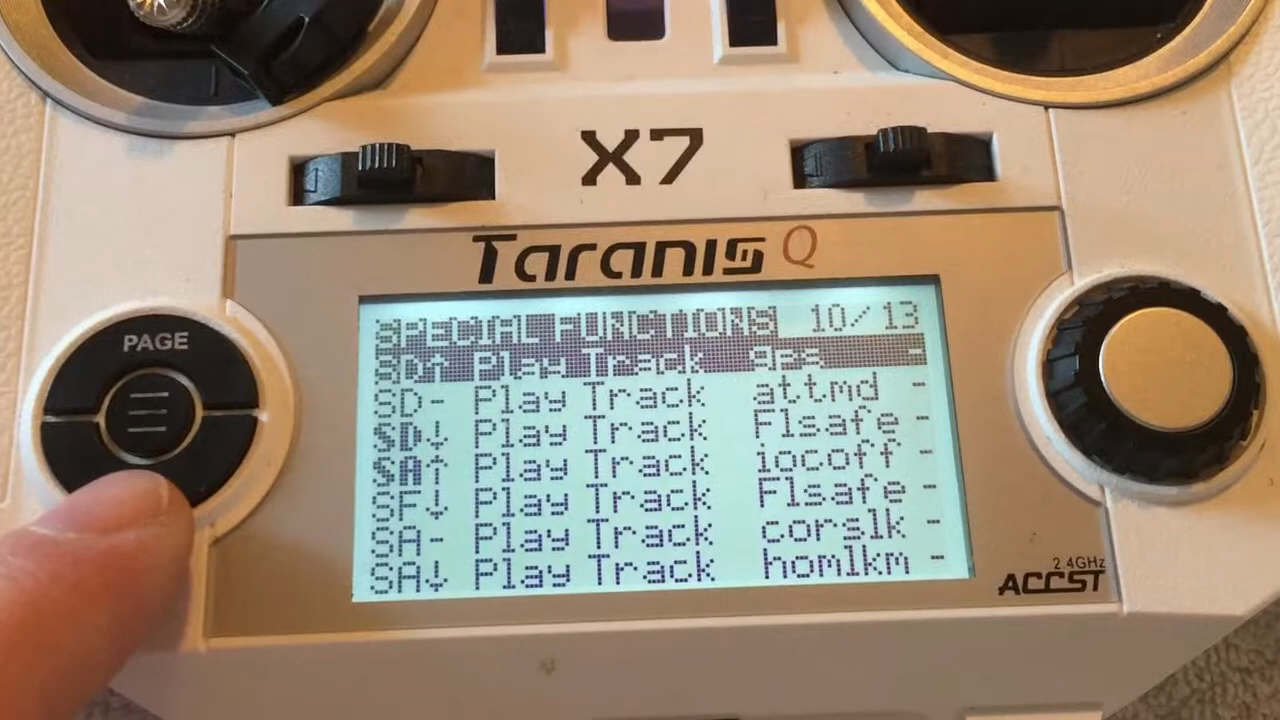 X7
Taranis Q
PAGE
SPECIAL FUNCTIONS 10/13
SD↑ Play Track gps -
SD- Play Track attmd -
SD↓ Play Track Flsafe -
SA↑ Play Track iocoff -
SF↓ Play Track Flsafe -
SA- Play Track corslk -
SA↓ Play Track homlkm -
2.4GHz
ACCST